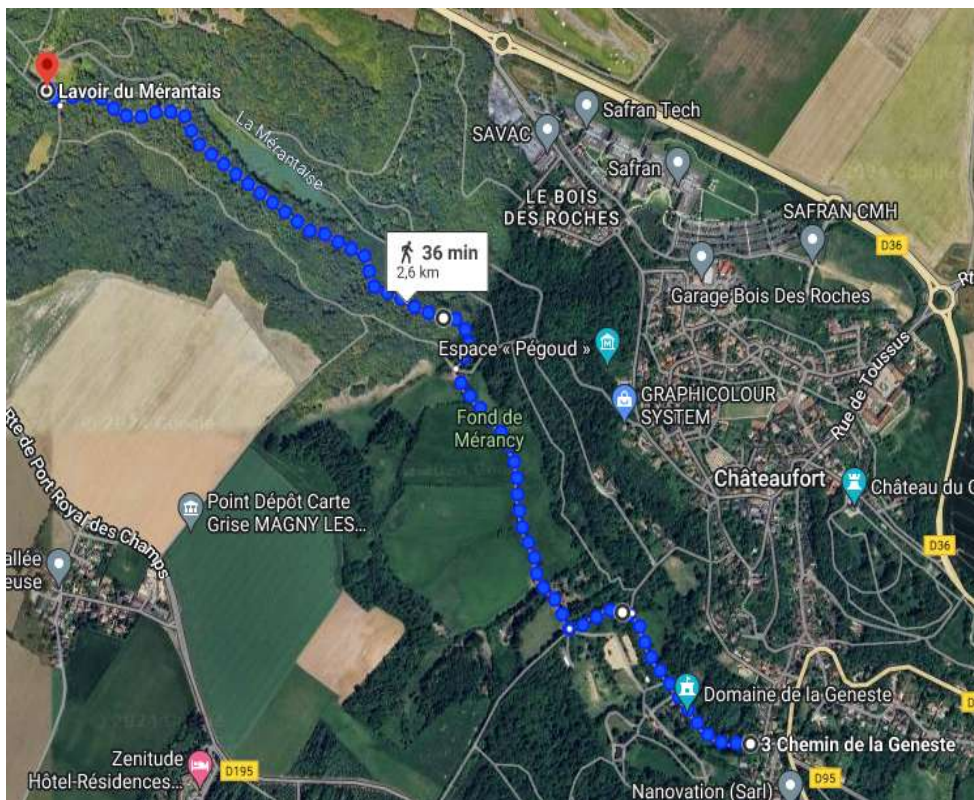 Lavoir du Mérantais
La Mérantaise
Safran Tech
SAVAC
Safran
LE BOIS
DES ROCHES
SAFRAN CMH
D36
36 min
2,6 km
Garage Bois Des Roches
Espace « Pégoud »
Rue de Toussus
GRAPHICOLOUR
SYSTEM
Fond de
Mérancy
Rte de Port Royal des Champs
Châteaufort
Château du
Point Dépôt Carte
Grise MAGNY LES...
D36
Domaine de la Geneste
3 Chemin de la Geneste
Zenitude
Hôtel-Résidences...
D195
D95
Nanovation (Sarl)